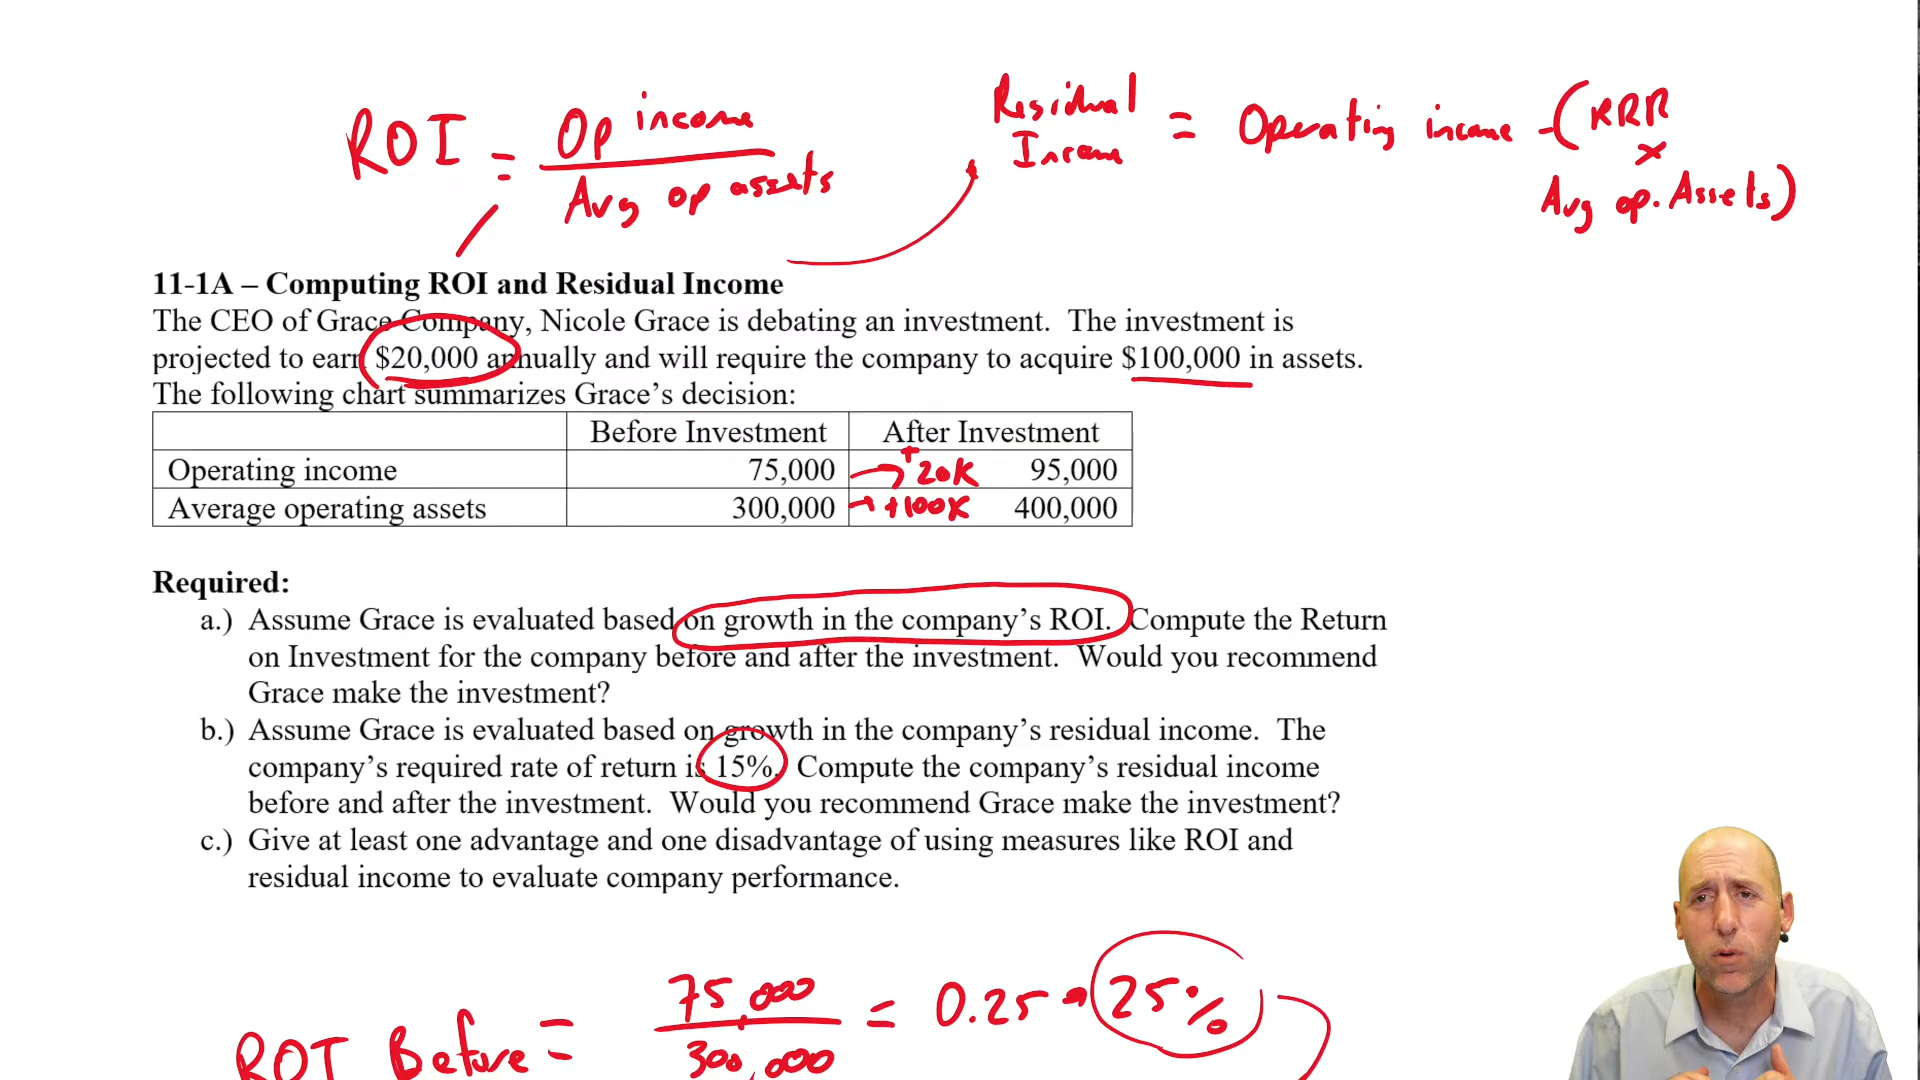 ROI = Op income / Avg op assets
Residual Income = Operating income - (RRR x Avg op. Assets)
11-1A – Computing ROI and Residual Income
The CEO of Grace Company, Nicole Grace is debating an investment. The investment is
projected to earn $20,000 annually and will require the company to acquire $100,000 in assets.
The following chart summarizes Grace’s decision:
Before Investment After Investment
Operating income 75,000 +20K 95,000
Average operating assets 300,000 +100K 400,000
Required:
a.) Assume Grace is evaluated based on growth in the company’s ROI. Compute the Return
on Investment for the company before and after the investment. Would you recommend
Grace make the investment?
b.) Assume Grace is evaluated based on growth in the company’s residual income. The
company’s required rate of return is 15%. Compute the company’s residual income
before and after the investment. Would you recommend Grace make the investment?
c.) Give at least one advantage and one disadvantage of using measures like ROI and
residual income to evaluate company performance.
ROI Before = 75,000 / 300,000 = 0.25 → 25%